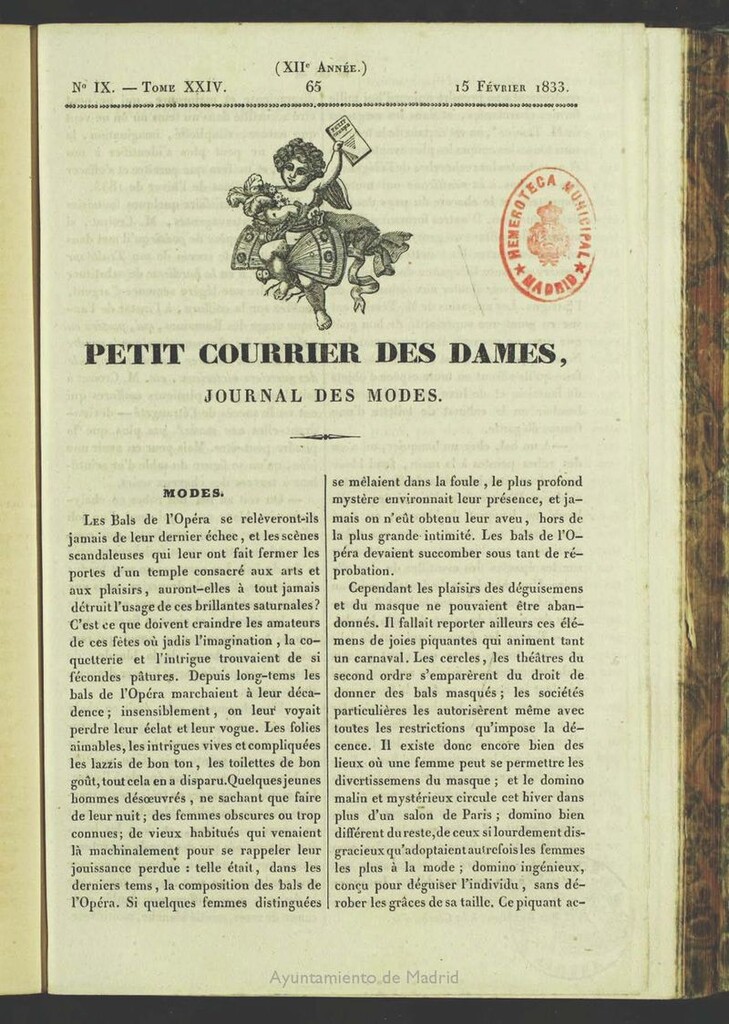 (XIIᵉ Année.)
Nº IX. — Tome XXIV. 65 15 Février 1833.
HEMEROTECA MUNICIPAL
★ MADRID ★
PETIT COURRIER DES DAMES,
JOURNAL DES MODES.
MODES.
Les Bals de l'Opéra se relèveront-ils
jamais de leur dernier échec, et les scènes
scandaleuses qui leur ont fait fermer les
portes d'un temple consacré aux arts et
aux plaisirs, auront-elles à tout jamais
détruit l'usage de ces brillantes saturnales?
C'est ce que doivent craindre les amateurs
de ces fêtes où jadis l'imagination, la co-
quetterie et l'intrigue trouvaient de si
fécondes pâtures. Depuis long-tems les
bals de l'Opéra marchaient à leur déca-
dence; insensiblement, on leur voyait
perdre leur éclat et leur vogue. Les folies
aimables, les intrigues vives et compliquées
les lazzis de bon ton, les toilettes de bon
goût, tout cela en a disparu. Quelques jeunes
hommes désœuvrés, ne sachant que faire
de leur nuit; des femmes obscures ou trop
connues; de vieux habitués qui venaient
là machinalement pour se rappeler leur
jouissance perdue : telle était, dans les
derniers tems, la composition des bals de
l'Opéra. Si quelques femmes distinguées
se mêlaient dans la foule, le plus profond
mystère environnait leur présence, et ja-
mais on n'eût obtenu leur aveu, hors de
la plus grande intimité. Les bals de l'O-
péra devaient succomber sous tant de ré-
probation.
Cependant les plaisirs des déguisemens
et du masque ne pouvaient être aban-
donnés. Il fallait reporter ailleurs ces élé-
mens de joies piquantes qui animent tant
un carnaval. Les cercles, les théâtres du
second ordre s'emparèrent du droit de
donner des bals masqués; les sociétés
particulières les autorisèrent même avec
toutes les restrictions qu'impose la dé-
cence. Il existe donc encore bien des
lieux où une femme peut se permettre les
divertissemens du masque; et le domino
malin et mystérieux circule cet hiver dans
plus d'un salon de Paris; domino bien
différent du reste, de ceux si lourdement dis-
gracieux qu'adoptaient autrefois les femmes
les plus à la mode; domino ingénieux,
conçu pour déguiser l'individu, sans dé-
rober les grâces de sa taille. Ce piquant ac-
Ayuntamiento de Madrid